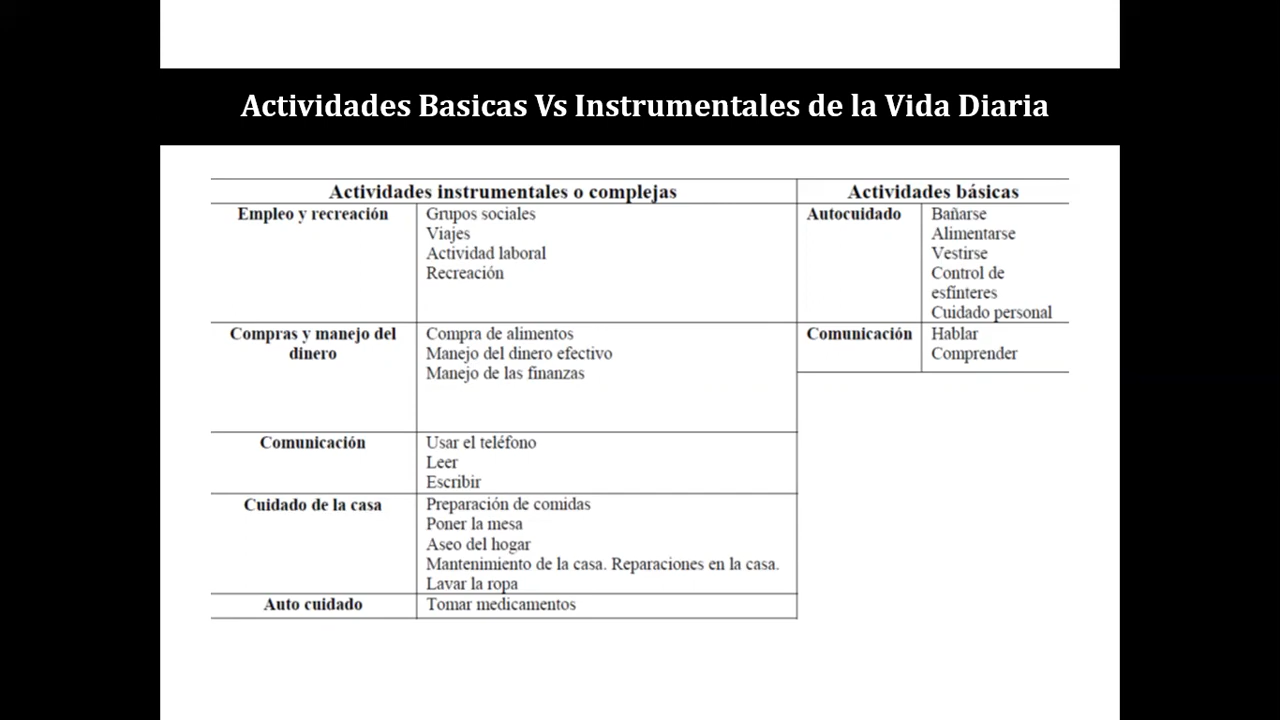 Actividades Basicas Vs Instrumentales de la Vida Diaria
Actividades instrumentales o complejas
Empleo y recreación
Grupos sociales
Viajes
Actividad laboral
Recreación
Compras y manejo del
dinero
Compra de alimentos
Manejo del dinero efectivo
Manejo de las finanzas
Comunicación
Usar el teléfono
Leer
Escribir
Cuidado de la casa
Preparación de comidas
Poner la mesa
Aseo del hogar
Mantenimiento de la casa. Reparaciones en la casa.
Lavar la ropa
Auto cuidado
Tomar medicamentos
Actividades básicas
Autocuidado
Bañarse
Alimentarse
Vestirse
Control de
esfínteres
Cuidado personal
Comunicación
Hablar
Comprender